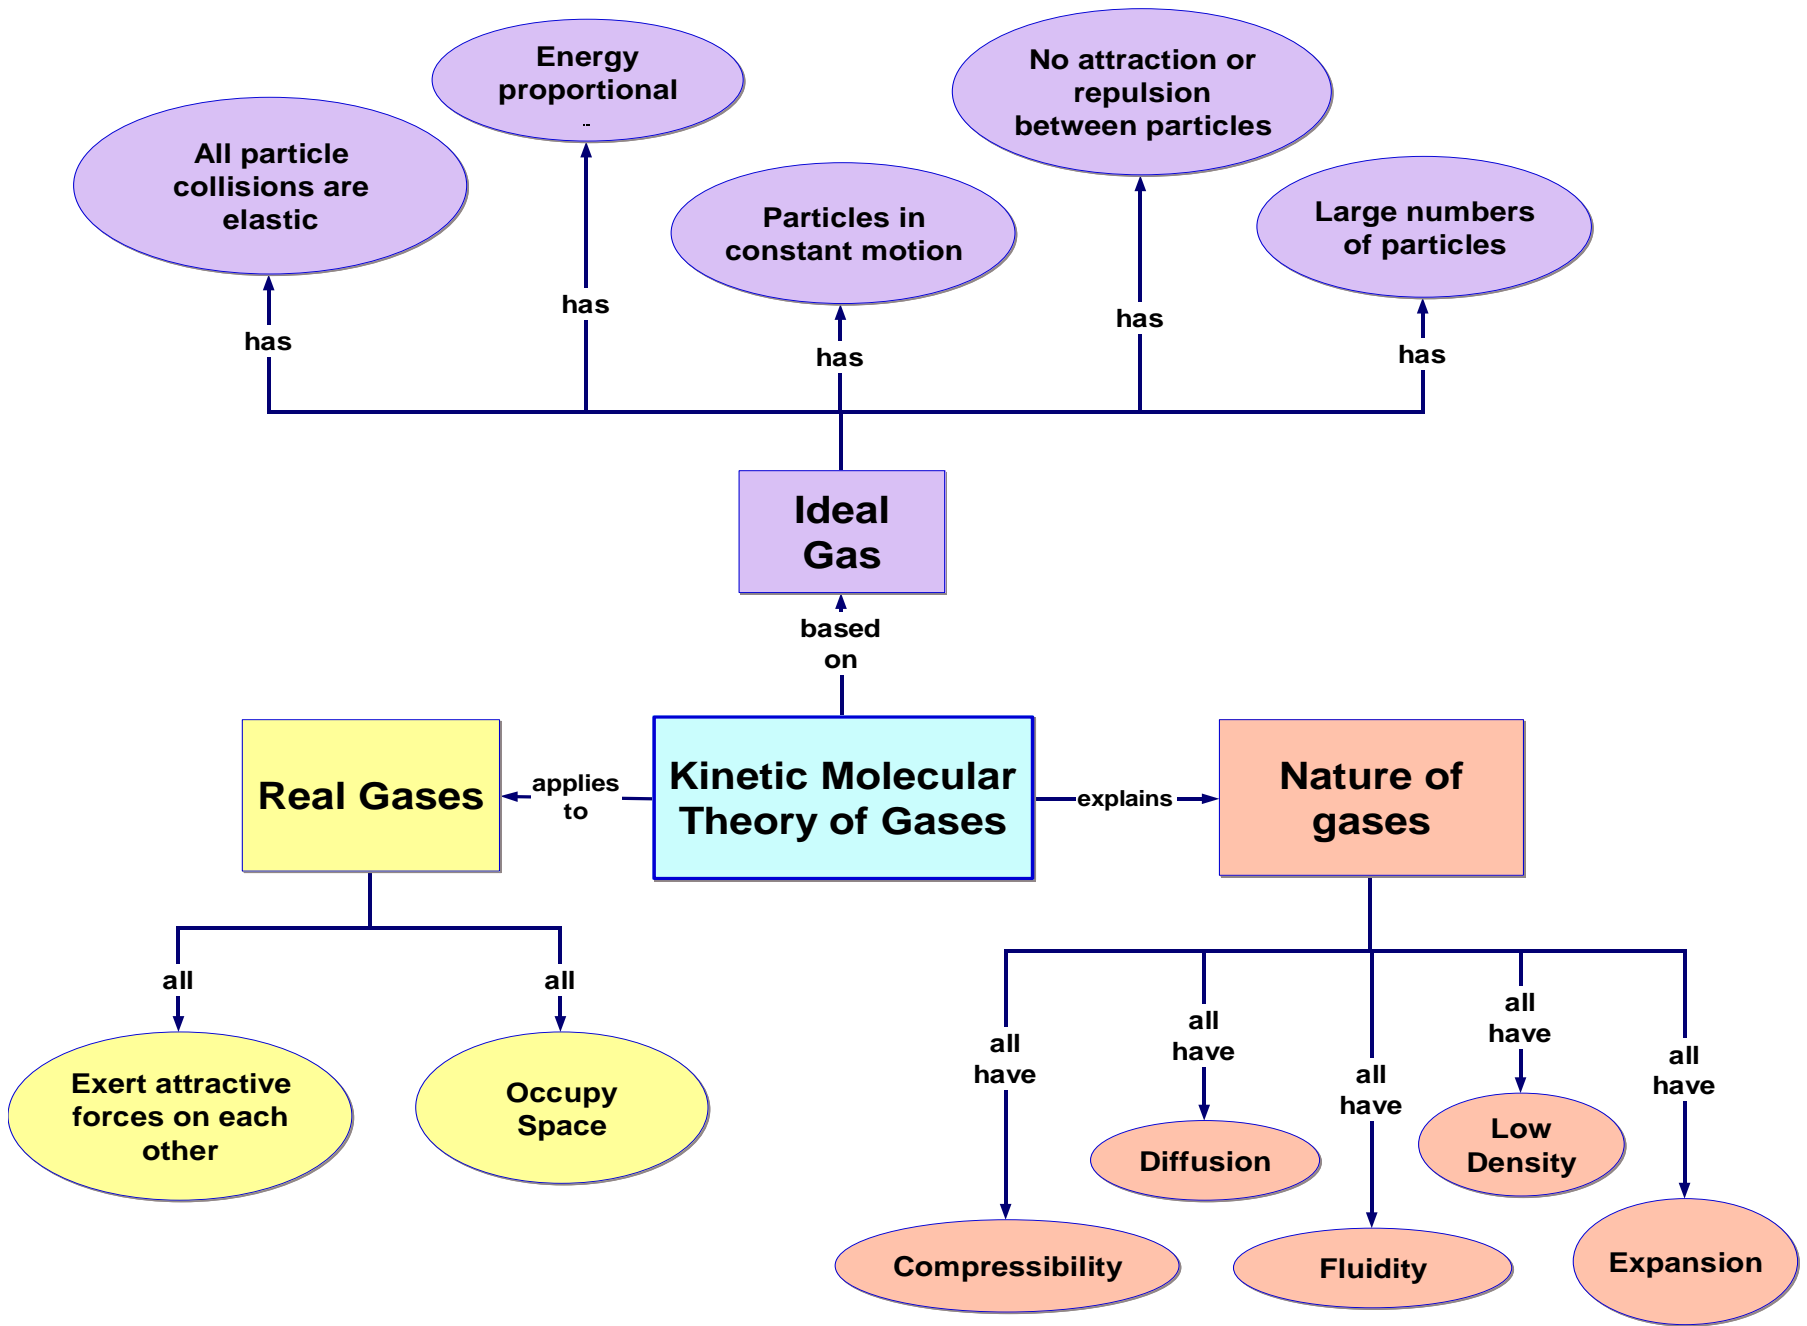 Energy
proportional
..
No attraction or
repulsion
between particles
All particle
collisions are
elastic
Particles in
constant motion
Large numbers
of particles
has
has
has
has
has
Ideal
Gas
based
on
Real Gases
applies
to
Kinetic Molecular
Theory of Gases
explains
Nature of
gases
all
all
Exert attractive
forces on each
other
Occupy
Space
all
have
all
have
all
have
all
have
all
have
Compressibility
Diffusion
Fluidity
Low
Density
Expansion